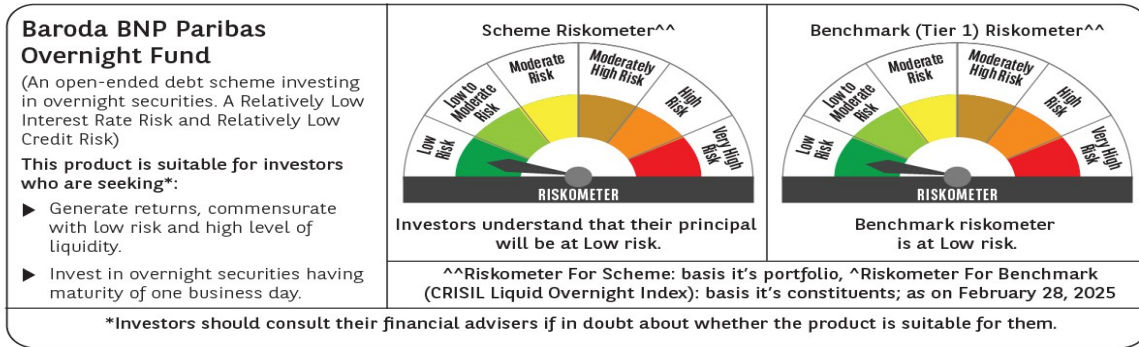 Baroda BNP Paribas
Overnight Fund
(An open-ended debt scheme investing
in overnight securities. A Relatively Low
Interest Rate Risk and Relatively Low
Credit Risk)
This product is suitable for investors
who are seeking*:
▶ Generate returns, commensurate
with low risk and high level of
liquidity.
▶ Invest in overnight securities having
maturity of one business day.
Scheme Riskometer^^
Low
Risk
Low to
Moderate
Risk
Moderate
Risk
Moderately
High Risk
High
Risk
Very High
Risk
RISKOMETER
Investors understand that their principal
will be at Low risk.
Benchmark (Tier 1) Riskometer^^
Low
Risk
Low to
Moderate
Risk
Moderate
Risk
Moderately
High Risk
High
Risk
Very High
Risk
RISKOMETER
Benchmark riskometer
is at Low risk.
^^Riskometer For Scheme: basis it's portfolio, ^Riskometer For Benchmark
(CRISIL Liquid Overnight Index): basis it's constituents; as on February 28, 2025
*Investors should consult their financial advisers if in doubt about whether the product is suitable for them.